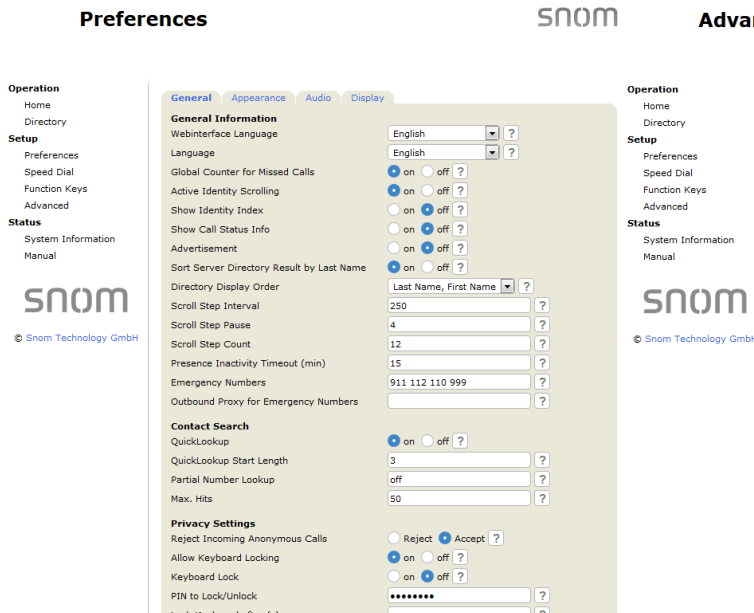 Preferences
snom
Advan
Operation
Home
Directory
Setup
Preferences
Speed Dial
Function Keys
Advanced
Status
System Information
Manual
snom
© Snom Technology GmbH
General Appearance Audio Display
General Information
Webinterface Language English ?
Language English ?
Global Counter for Missed Calls on off ?
Active Identity Scrolling on off ?
Show Identity Index on off ?
Show Call Status Info on off ?
Advertisement on off ?
Sort Server Directory Result by Last Name on off ?
Directory Display Order Last Name, First Name ?
Scroll Step Interval 250 ?
Scroll Step Pause 4 ?
Scroll Step Count 12 ?
Presence Inactivity Timeout (min) 15 ?
Emergency Numbers 911 112 110 999 ?
Outbound Proxy for Emergency Numbers ?
Contact Search
QuickLookup on off ?
QuickLookup Start Length 3 ?
Partial Number Lookup off ?
Max. Hits 50 ?
Privacy Settings
Reject Incoming Anonymous Calls Reject Accept ?
Allow Keyboard Locking on off ?
Keyboard Lock on off ?
PIN to Lock/Unlock •••••••• ?
Operation
Home
Directory
Setup
Preferences
Speed Dial
Function Keys
Advanced
Status
System Information
Manual
snom
© Snom Technology GmbH